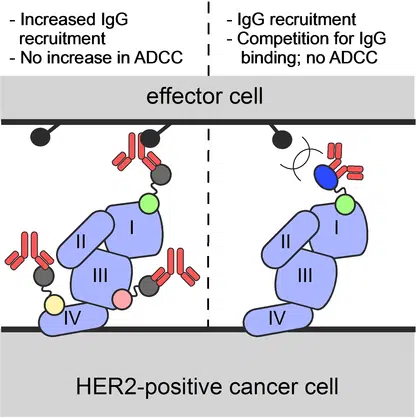 - Increased IgG
recruitment
- No increase in ADCC
- IgG recruitment
- Competition for IgG
binding; no ADCC
effector cell
I
II
III
IV
I
II
III
IV
HER2-positive cancer cell